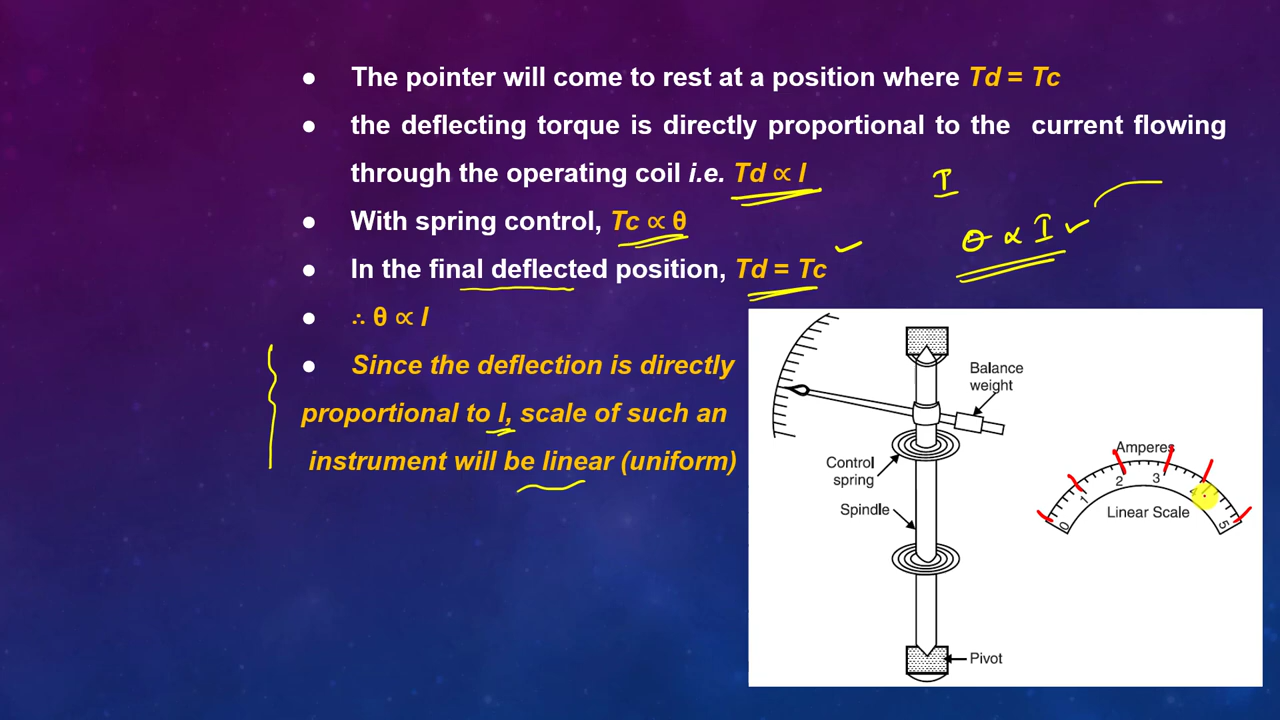 ● The pointer will come to rest at a position where Td = Tc
● the deflecting torque is directly proportional to the current flowing
through the operating coil i.e. Td ∝ I
I
● With spring control, Tc ∝ θ
θ ∝ I ✓
● In the final deflected position, Td = Tc ✓
● ∴ θ ∝ I
● Since the deflection is directly
proportional to I, scale of such an
instrument will be linear (uniform)
Balance
weight
Control
spring
Spindle
Pivot
Amperes
0 1 2 3 4 5
Linear Scale